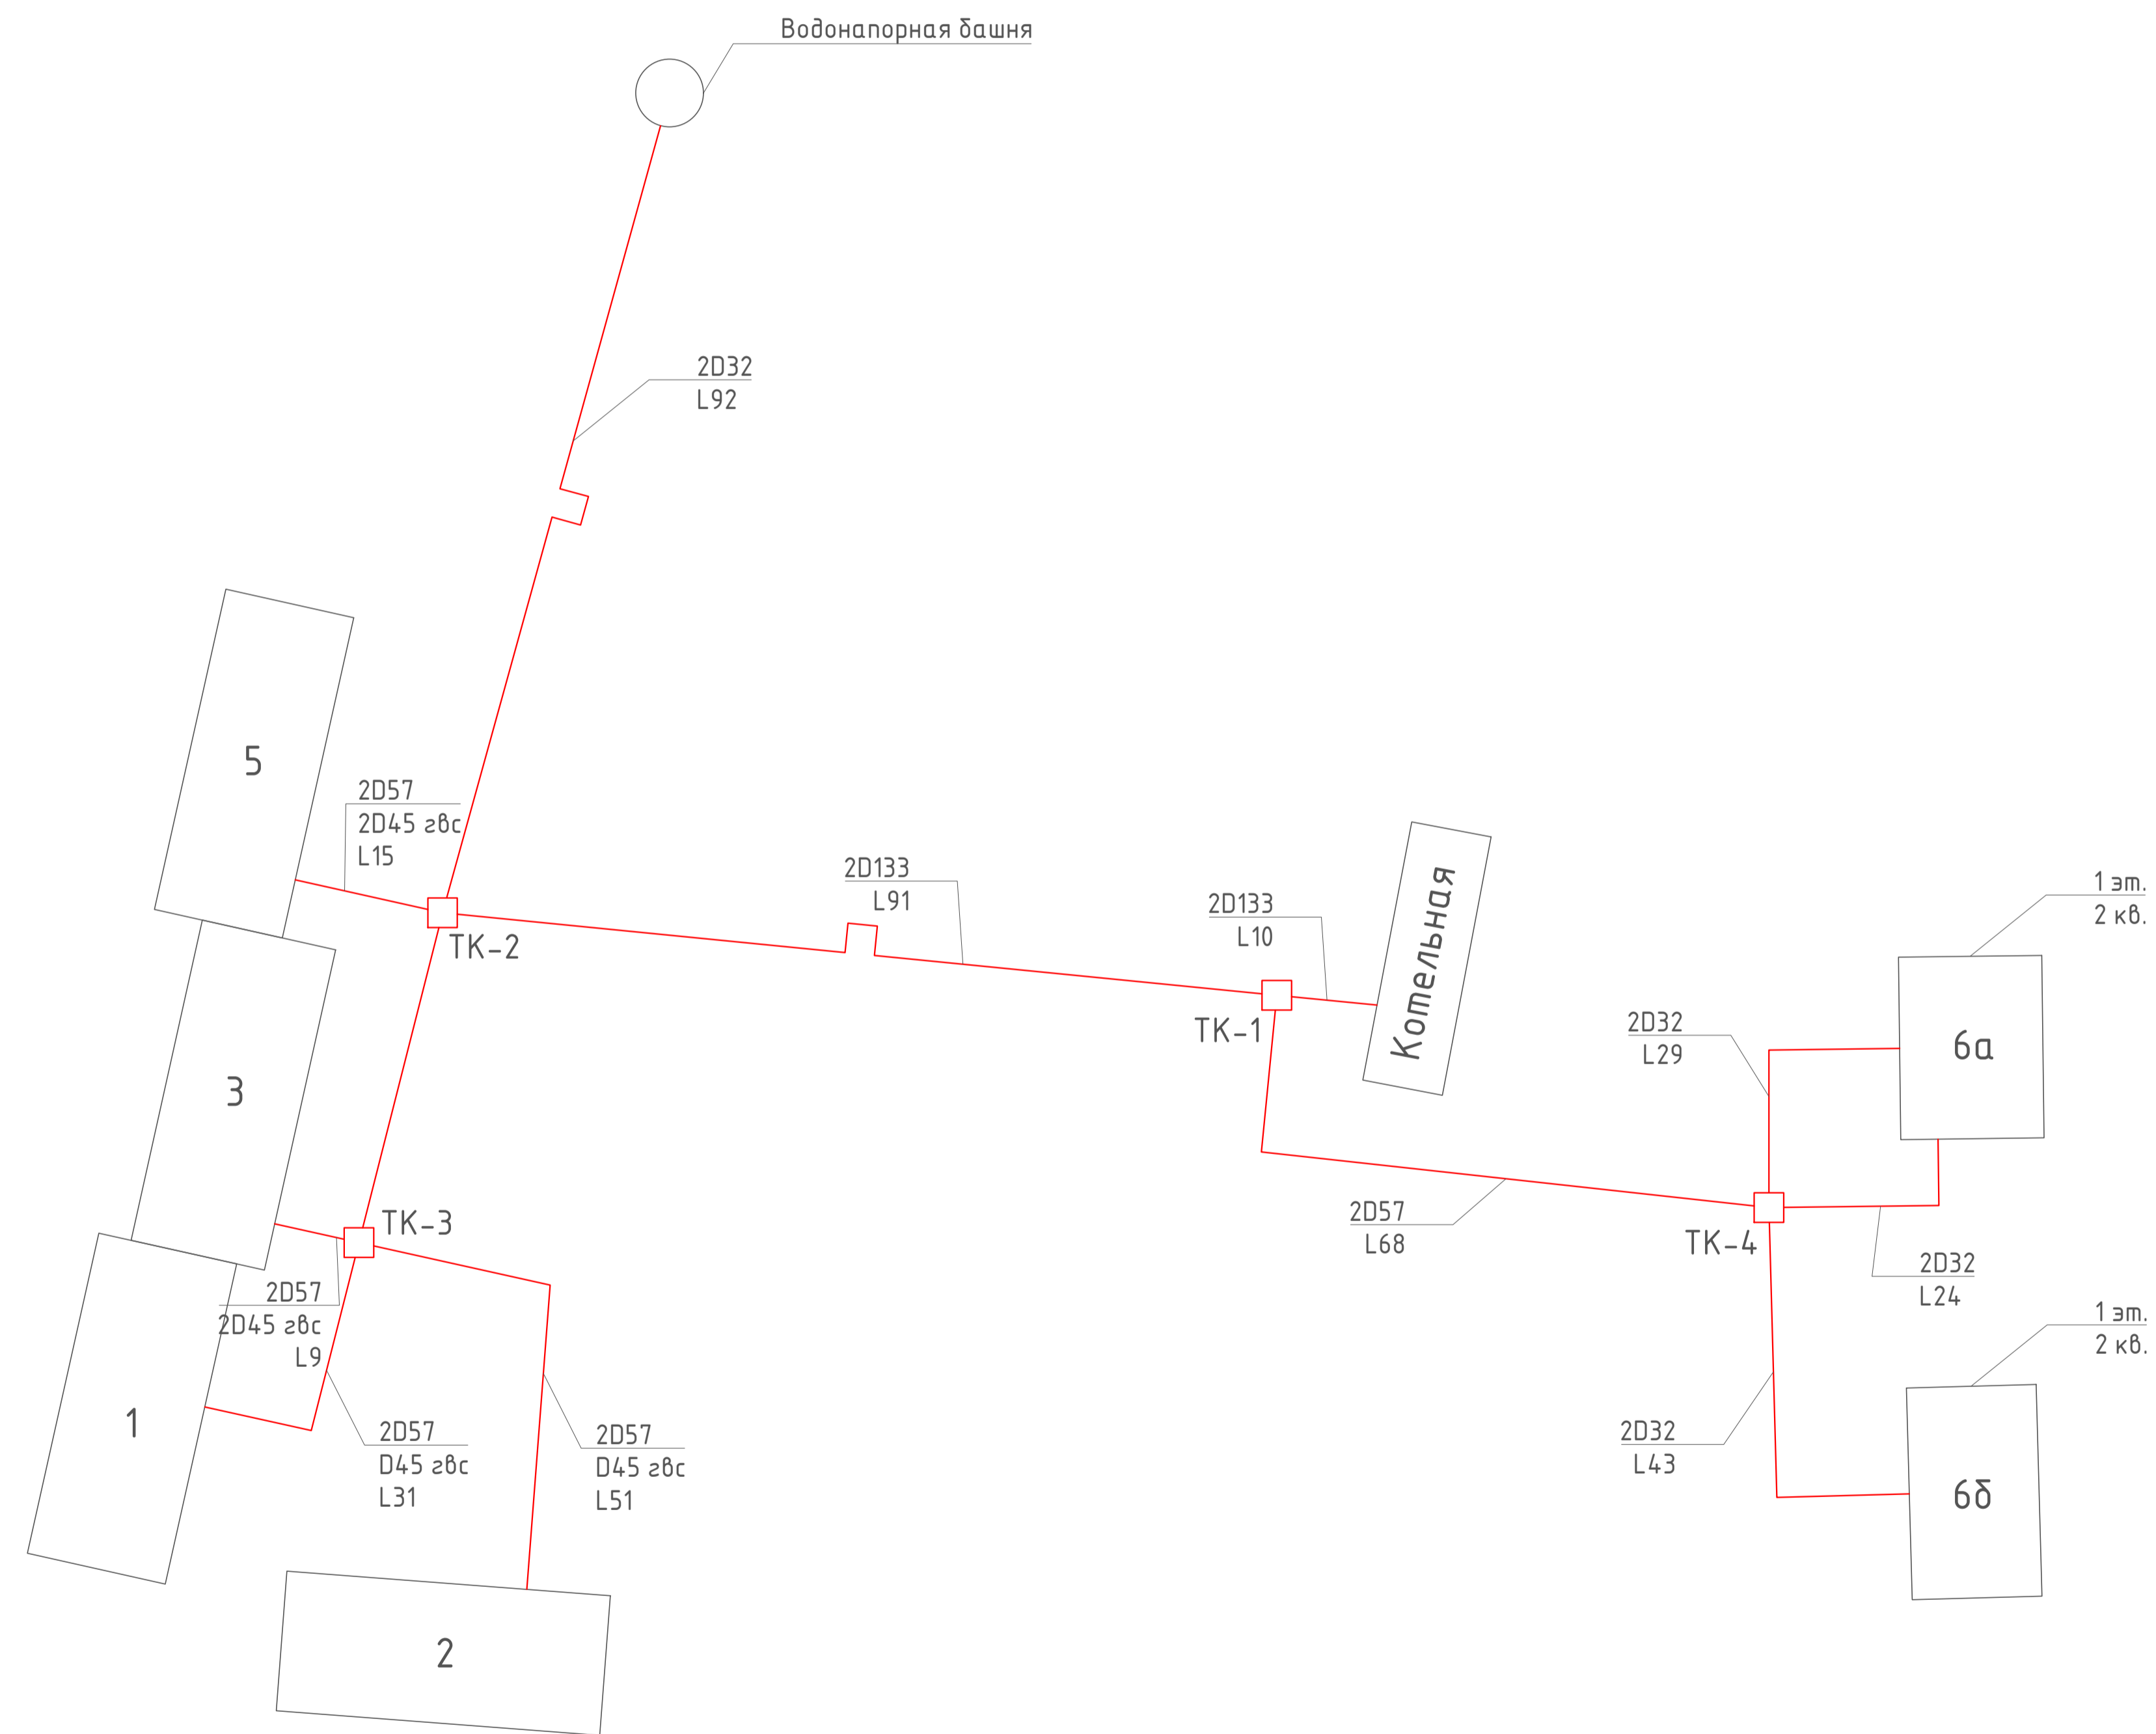 Водонапорная башня
2D32
L92
5
2D57
2D45 гвс
L15
ТК-2
2D133
L91
2D133
L10
Котельная
ТК-1
1 эт.
2 кв.
2D32
L29
6а
3
ТК-3
2D57
L68
ТК-4
2D32
L24
2D57
2D45 гвс
L9
1 эт.
2 кв.
1
2D57
D45 гвс
L31
2D57
D45 гвс
L51
2D32
L43
6б
2